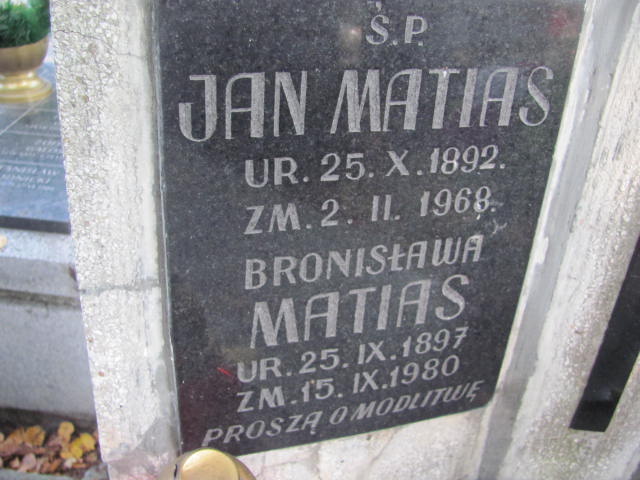 Ś.P.
JAN MATIAS
UR. 25. X. 1892.
ZM. 2. II. 1968.
BRONISŁAWA
MATIAS
UR. 25. IX. 1897
ZM. 15. IX. 1980
PROSZĄ O MODLITWĘ